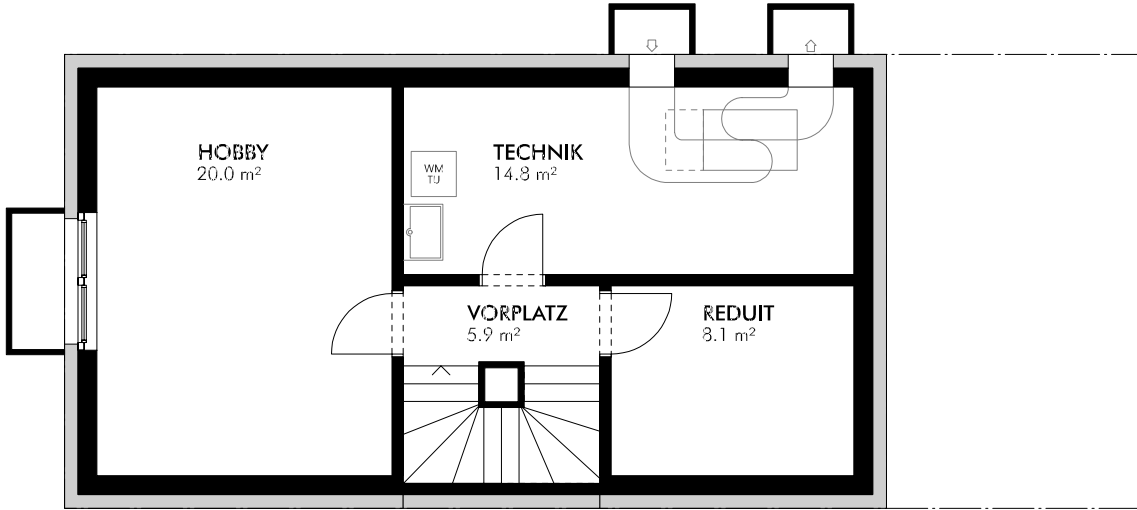 HOBBY
20.0 m²
TECHNIK
14.8 m²
WM
TU
VORPLATZ
5.9 m²
REDUIT
8.1 m²